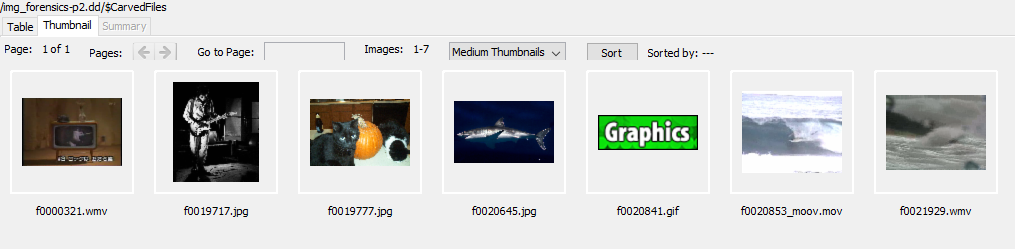 /img_forensics-p2.dd/$CarvedFiles
Table Thumbnail Summary
Page: 1 of 1 Pages: Go to Page: Images: 1-7 Medium Thumbnails Sort Sorted by: ---
Graphics
f0000321.wmv f0019717.jpg f0019777.jpg f0020645.jpg f0020841.gif f0020853_moov.mov f0021929.wmv